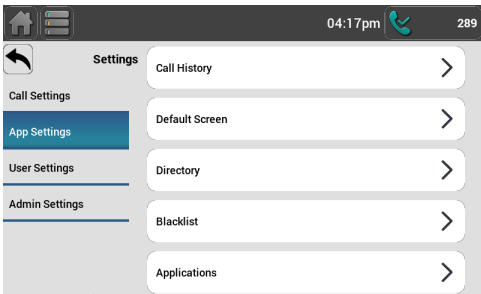 04:17pm 289
Settings
Call Settings
App Settings
User Settings
Admin Settings
Call History
Default Screen
Directory
Blacklist
Applications